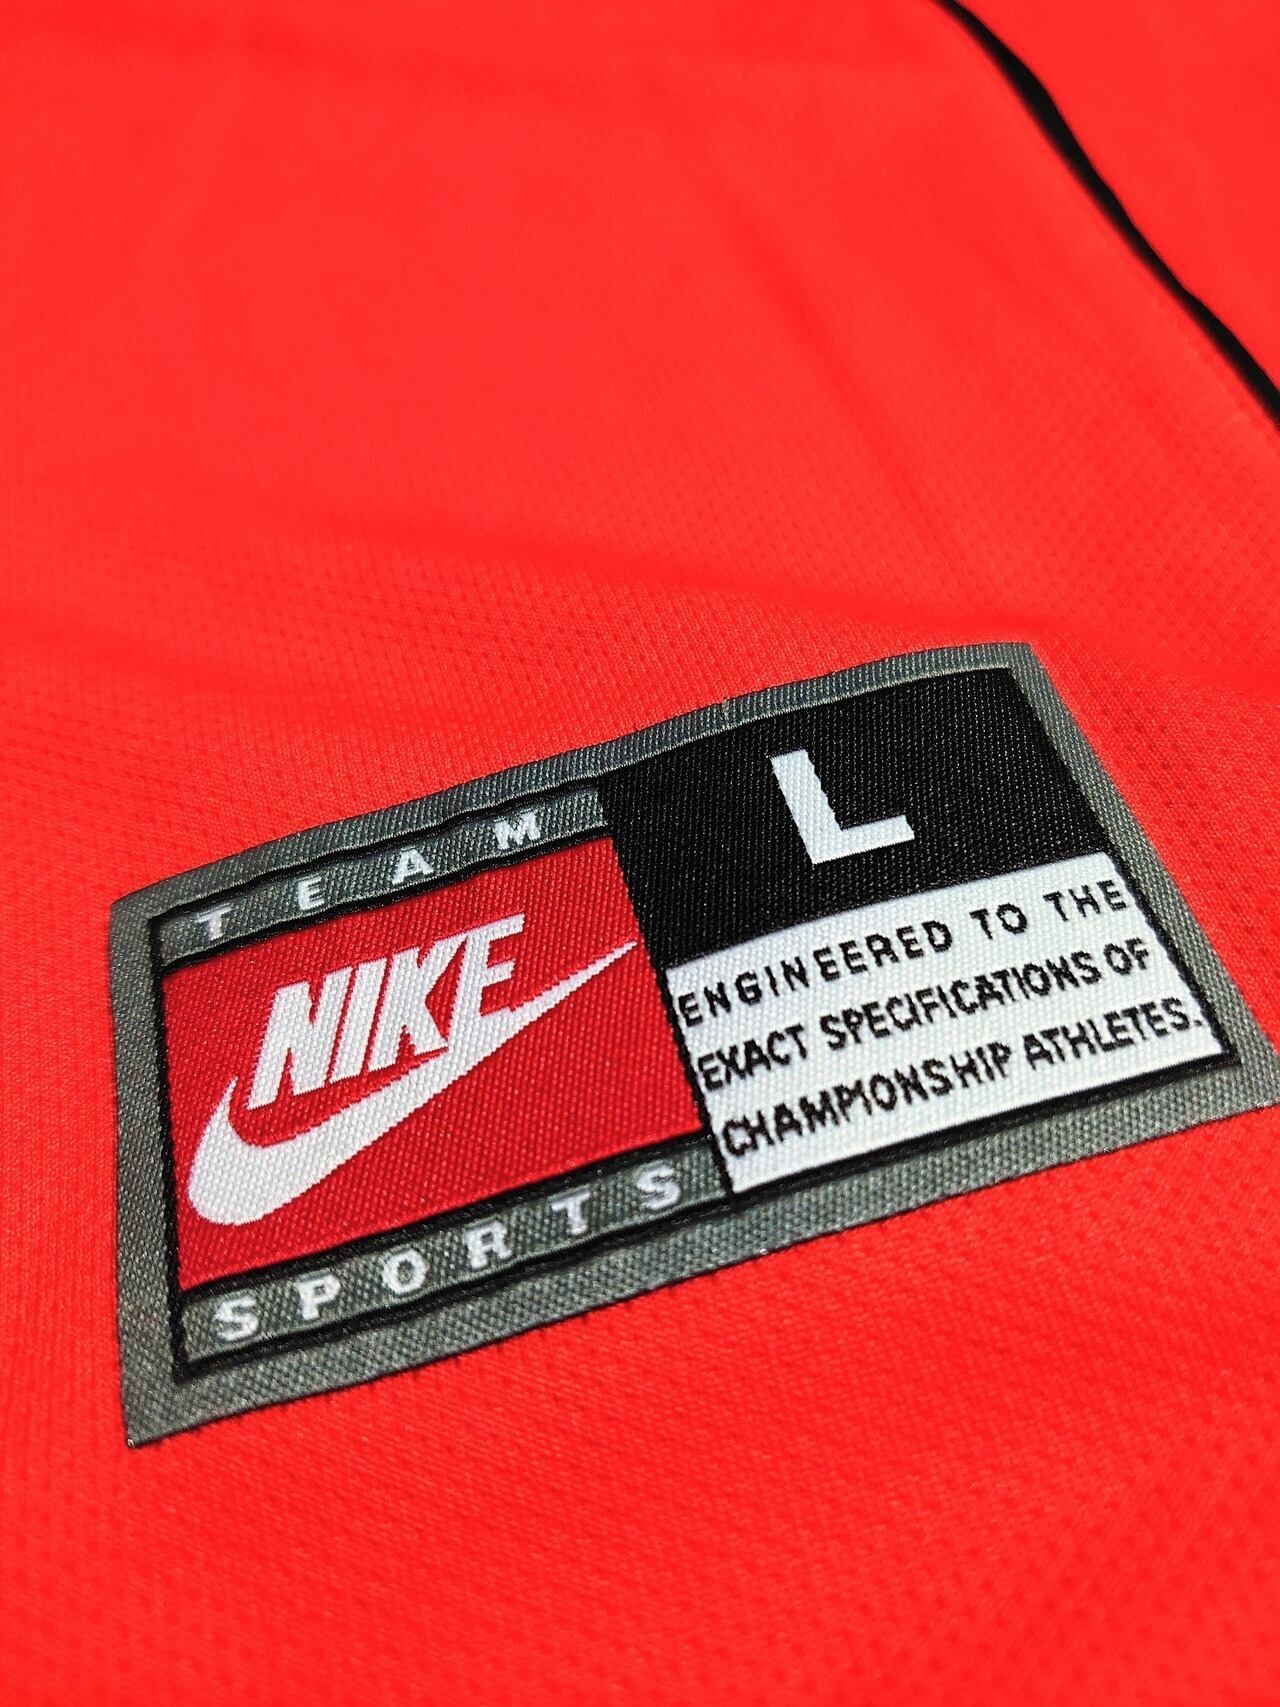 TEAM
NIKE
SPORTS
L
ENGINEERED TO THE
EXACT SPECIFICATIONS OF
CHAMPIONSHIP ATHLETES.